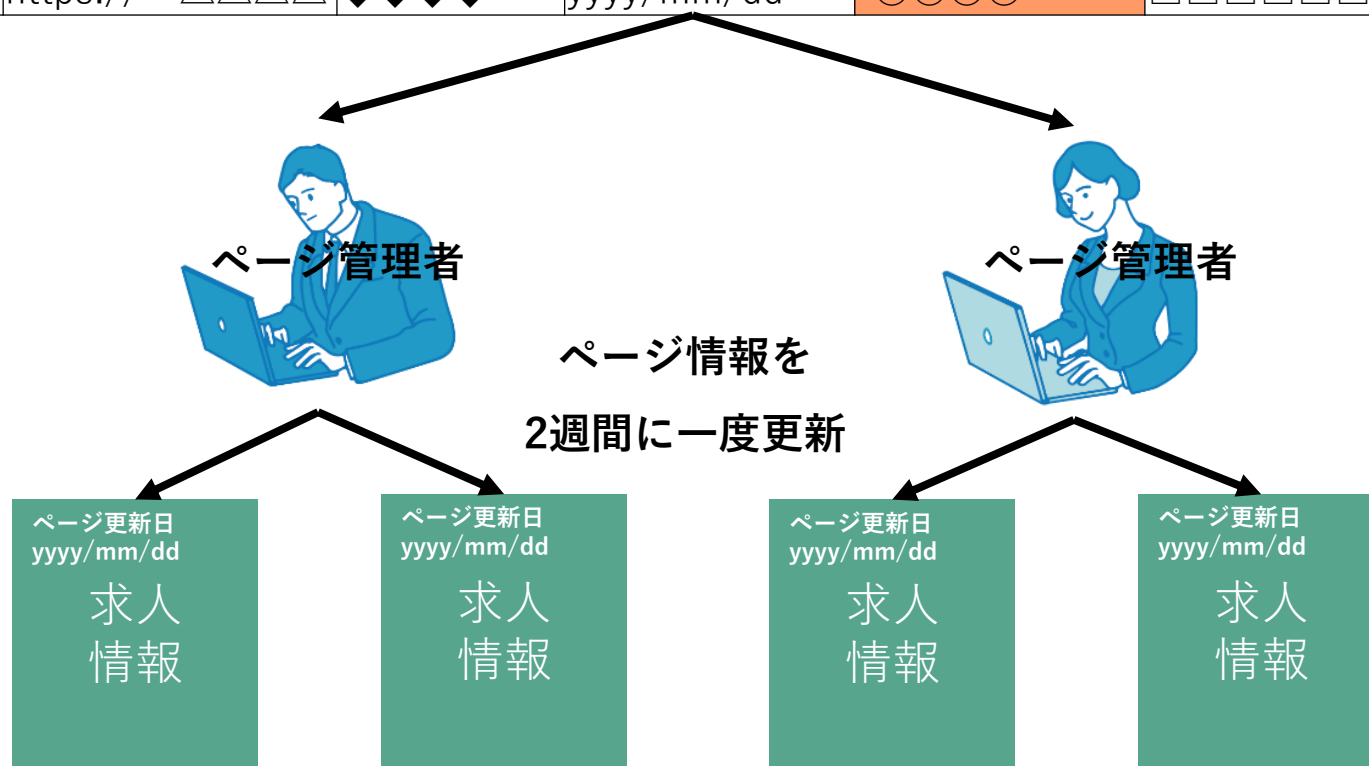 https:// △△△△ ◆◆◆◆ yyyy/mm/dd 〇〇〇〇 □□□□□□
ページ管理者
ページ管理者
ページ情報を
2週間に一度更新
ページ更新日
yyyy/mm/dd
求人
情報
ページ更新日
yyyy/mm/dd
求人
情報
ページ更新日
yyyy/mm/dd
求人
情報
ページ更新日
yyyy/mm/dd
求人
情報